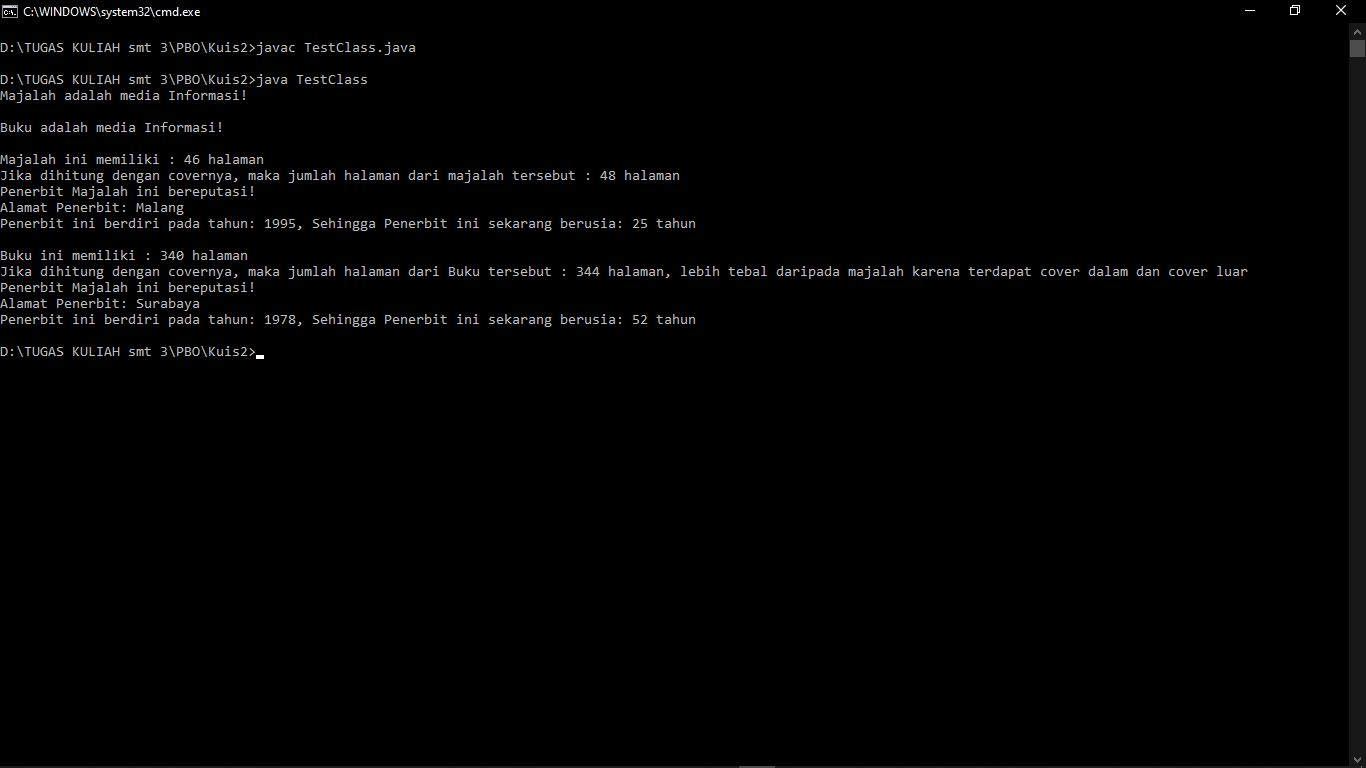 C:\WINDOWS\system32\cmd.exe
D:\TUGAS KULIAH smt 3\PBO\Kuis2>javac TestClass.java
D:\TUGAS KULIAH smt 3\PBO\Kuis2>java TestClass
Majalah adalah media Informasi!
Buku adalah media Informasi!
Majalah ini memiliki : 46 halaman
Jika dihitung dengan covernya, maka jumlah halaman dari majalah tersebut : 48 halaman
Penerbit Majalah ini bereputasi!
Alamat Penerbit: Malang
Penerbit ini berdiri pada tahun: 1995, Sehingga Penerbit ini sekarang berusia: 25 tahun
Buku ini memiliki : 340 halaman
Jika dihitung dengan covernya, maka jumlah halaman dari Buku tersebut : 344 halaman, lebih tebal daripada majalah karena terdapat cover dalam dan cover luar
Penerbit Majalah ini bereputasi!
Alamat Penerbit: Surabaya
Penerbit ini berdiri pada tahun: 1978, Sehingga Penerbit ini sekarang berusia: 52 tahun
D:\TUGAS KULIAH smt 3\PBO\Kuis2>